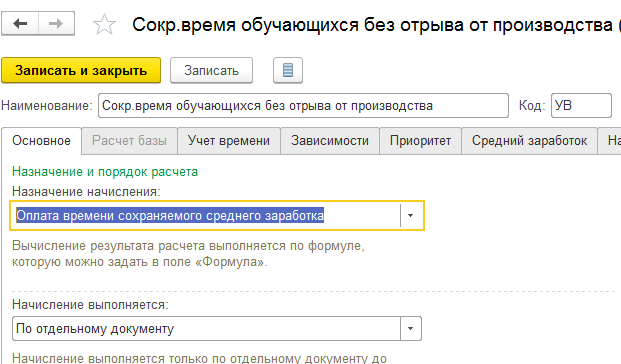 Сокр.время обучающихся без отрыва от производства (
Записать и закрыть Записать
Наименование: Сокр.время обучающихся без отрыва от производства Код: УВ
Основное Расчет базы Учет времени Зависимости Приоритет Средний заработок На
Назначение и порядок расчета
Назначение начисления:
Оплата времени сохраняемого среднего заработка
Вычисление результата расчета выполняется по формуле,
которую можно задать в поле «Формула».
Начисление выполняется:
По отдельному документу
Начисление выполняется только по отдельному документу до